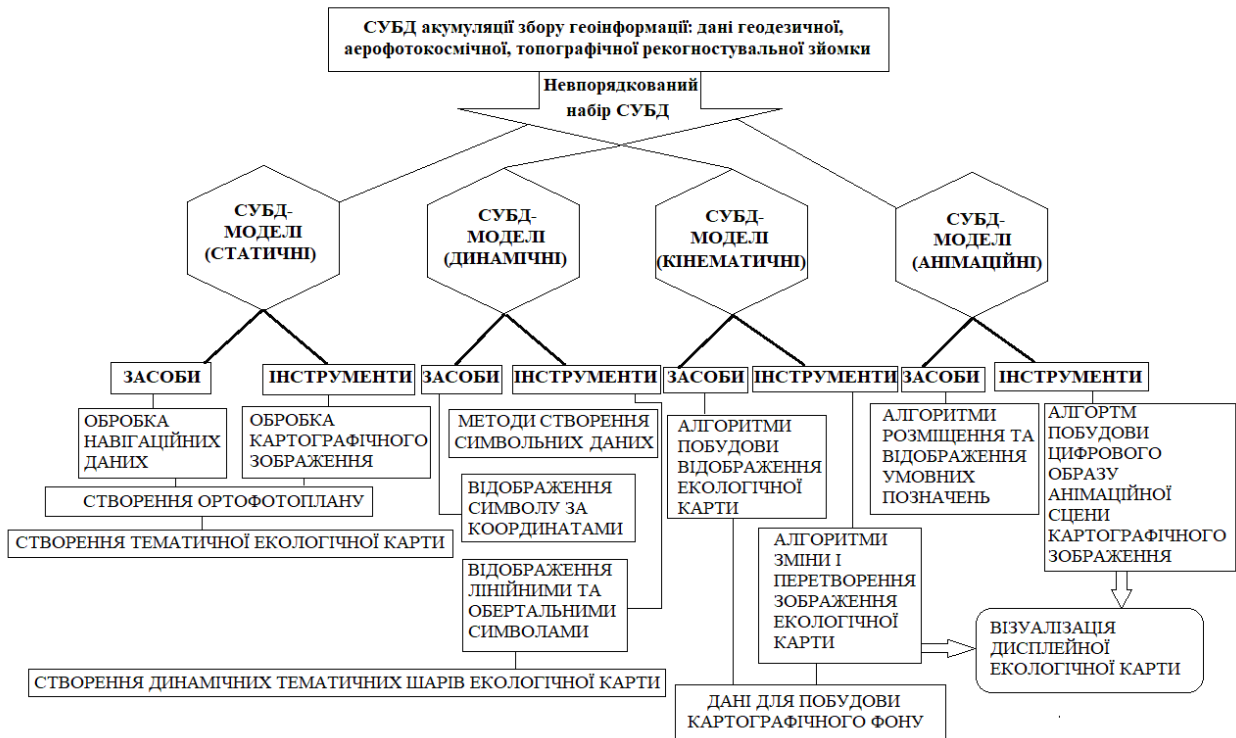 СУБД акумуляції збору геоінформації: дані геодезичної,
аерофотокосмічної, топографічної рекогностувальної зйомки
Невпорядкований
набір СУБД
СУБД-
МОДЕЛІ
(СТАТИЧНІ)
СУБД-
МОДЕЛІ
(ДИНАМІЧНІ)
СУБД-
МОДЕЛІ
(КІНЕМАТИЧНІ)
СУБД-
МОДЕЛІ
(АНІМАЦІЙНІ)
ЗАСОБИ
ІНСТРУМЕНТИ
ЗАСОБИ
ІНСТРУМЕНТИ
ЗАСОБИ
ІНСТРУМЕНТИ
ЗАСОБИ
ІНСТРУМЕНТИ
ОБРОБКА
НАВІГАЦІЙНИХ
ДАНИХ
ОБРОБКА
КАРТОГРАФІЧНОГО
ЗОБРАЖЕННЯ
СТВОРЕННЯ ОРТОФОТОПЛАНУ
СТВОРЕННЯ ТЕМАТИЧНОЇ ЕКОЛОГІЧНОЇ КАРТИ
МЕТОДИ СТВОРЕННЯ
СИМВОЛЬНИХ ДАНИХ
ВІДОБРАЖЕННЯ
СИМВОЛУ ЗА
КООРДИНАТАМИ
ВІДОБРАЖЕННЯ
ЛІНІЙНИМИ ТА
ОБЕРТАЛЬНИМИ
СИМВОЛАМИ
СТВОРЕННЯ ДИНАМІЧНИХ ТЕМАТИЧНИХ ШАРІВ ЕКОЛОГІЧНОЇ КАРТИ
АЛГОРИТМИ
ПОБУДОВИ
ВІДОБРАЖЕННЯ
ЕКОЛОГІЧНОЇ
КАРТИ
АЛГОРИТМИ
ЗМІНИ І
ПЕРЕТВОРЕННЯ
ЗОБРАЖЕННЯ
ЕКОЛОГІЧНОЇ
КАРТИ
ДАНІ ДЛЯ ПОБУДОВИ
КАРТОГРАФІЧНОГО ФОНУ
АЛГОРИТМИ
РОЗМІЩЕННЯ ТА
ВІДОБРАЖЕННЯ
УМОВНИХ
ПОЗНАЧЕНЬ
АЛГОРТМ
ПОБУДОВИ
ЦИФРОВОГО
ОБРАЗУ
АНІМАЦІЙНОЇ
СЦЕНИ
КАРТОГРАФІЧНОГО
ЗОБРАЖЕННЯ
ВІЗУАЛІЗАЦІЯ
ДИСПЛЕЙНОЇ
ЕКОЛОГІЧНОЇ КАРТИ